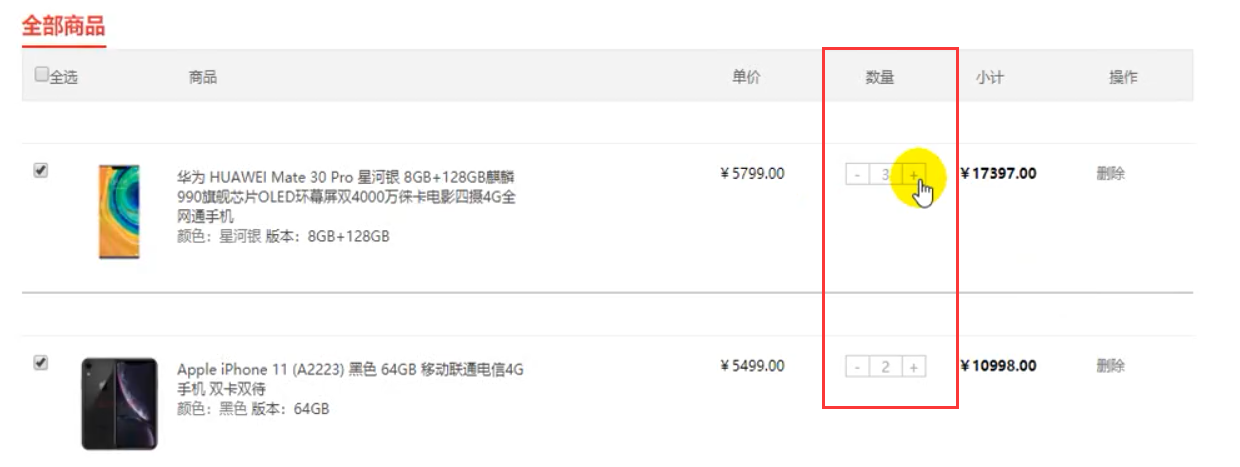 全部商品
全选 商品 单价 数量 小计 操作
华为 HUAWEI Mate 30 Pro 星河银 8GB+128GB麒麟 ¥5799.00 - 3 + ¥17397.00 删除
990旗舰芯片OLED环幕屏双4000万徕卡电影四摄4G全
网通手机
颜色：星河银 版本：8GB+128GB
Apple iPhone 11 (A2223) 黑色 64GB 移动联通电信4G ¥5499.00 - 2 + ¥10998.00 删除
手机 双卡双待
颜色：黑色 版本：64GB